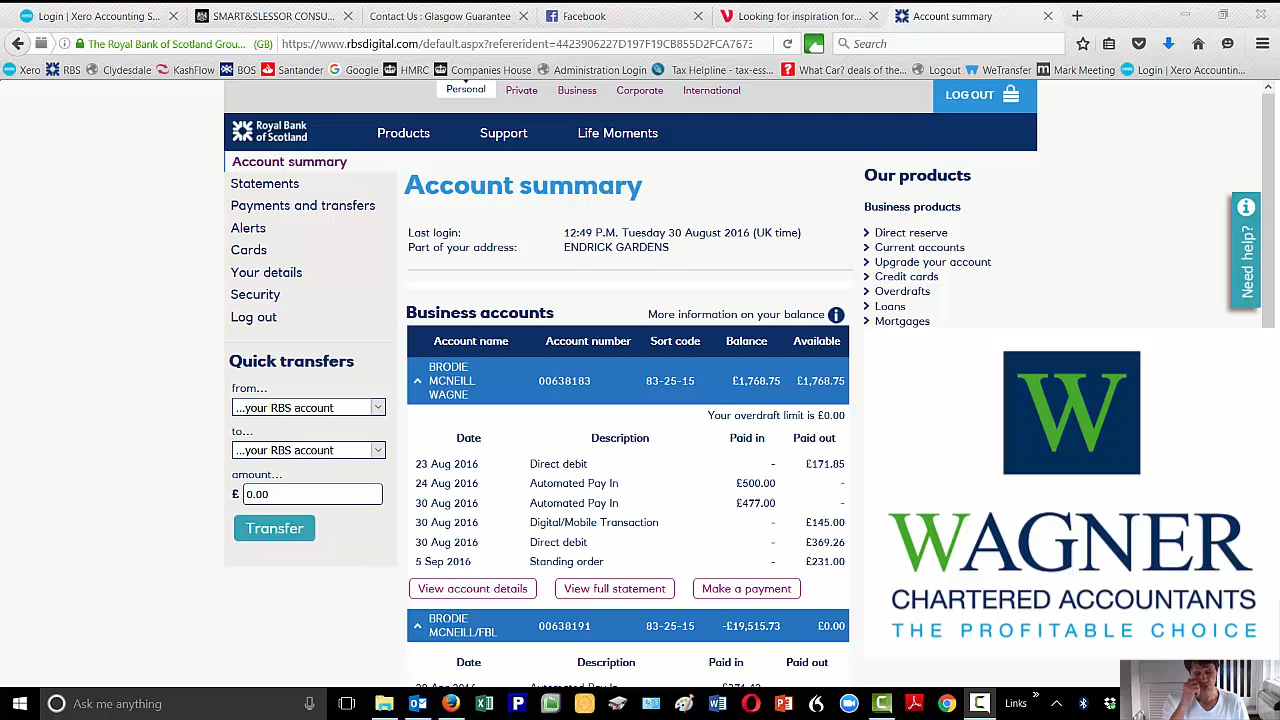 Login | Xero Accounting S...
SMART&SLESSOR CONSU...
Contact Us : Glasgow Guarantee
Facebook
Looking for inspiration for...
Account summary
The Royal Bank of Scotland Grou... (GB)
https://www.rbsdigital.com/default.aspx?refererident=4423906227D197F19CB855D2FCA767
Search
Xero
RBS
Clydesdale
KashFlow
BOS
Santander
Google
HMRC
Companies House
Administration Login
Tax Helpline - tax-ess...
What Car? doors of the...
Logout
WeTransfer
Mark Meeting
Login | Xero Accountin...
Personal Private Business Corporate International
LOG OUT
Royal Bank
of Scotland
Products Support Life Moments
Account summary
Statements
Payments and transfers
Alerts
Cards
Your details
Security
Log out
Quick transfers
from...
...your RBS account
to...
...your RBS account
amount...
£ 0.00
Transfer
Account summary
Last login: 12:49 P.M. Tuesday 30 August 2016 (UK time)
Part of your address: ENDRICK GARDENS
Business accounts More information on your balance
Account name Account number Sort code Balance Available
BRODIE
MCNEILL
WAGNE
00638183 83-25-15 £1,768.75 £1,768.75
Your overdraft limit is £0.00
Date Description Paid in Paid out
23 Aug 2016 Direct debit - £171.85
24 Aug 2016 Automated Pay In £500.00 -
30 Aug 2016 Automated Pay In £477.00 -
30 Aug 2016 Digital/Mobile Transaction - £145.00
30 Aug 2016 Direct debit - £369.26
5 Sep 2016 Standing order - £231.00
View account details View full statement Make a payment
BRODIE
MCNEILL/FBL
00638191 83-25-15 -£19,515.73 £0.00
Date Description Paid in Paid out
Our products
Business products
Direct reserve
Current accounts
Upgrade your account
Credit cards
Overdrafts
Loans
Mortgages
Need help?
W
WAGNER
CHARTERED ACCOUNTANTS
THE PROFITABLE CHOICE
Ask me anything
Links